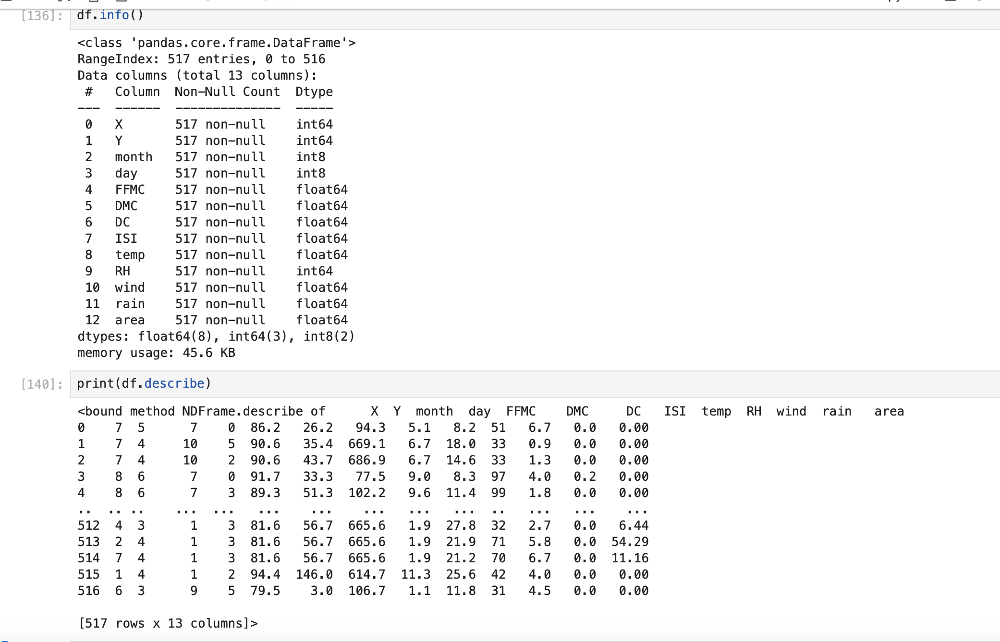 [136]: df.info()
<class 'pandas.core.frame.DataFrame'>
RangeIndex: 517 entries, 0 to 516
Data columns (total 13 columns):
 #   Column  Non-Null Count  Dtype
---  ------  --------------  -----
 0   X       517 non-null    int64
 1   Y       517 non-null    int64
 2   month   517 non-null    int8
 3   day     517 non-null    int8
 4   FFMC    517 non-null    float64
 5   DMC     517 non-null    float64
 6   DC      517 non-null    float64
 7   ISI     517 non-null    float64
 8   temp    517 non-null    float64
 9   RH      517 non-null    int64
 10  wind    517 non-null    float64
 11  rain    517 non-null    float64
 12  area    517 non-null    float64
dtypes: float64(8), int64(3), int8(2)
memory usage: 45.6 KB
[140]: print(df.describe)
<bound method NDFrame.describe of      X  Y  month  day  FFMC    DMC     DC   ISI  temp  RH  wind  rain   area
0    7  5      7    0  86.2   26.2   94.3   5.1   8.2  51   6.7   0.0   0.00
1    7  4     10    5  90.6   35.4  669.1   6.7  18.0  33   0.9   0.0   0.00
2    7  4     10    2  90.6   43.7  686.9   6.7  14.6  33   1.3   0.0   0.00
3    8  6      7    0  91.7   33.3   77.5   9.0   8.3  97   4.0   0.2   0.00
4    8  6      7    3  89.3   51.3  102.2   9.6  11.4  99   1.8   0.0   0.00
..  .. ..    ...  ...   ...    ...    ...   ...   ...  ..   ...   ...    ...
512  4  3      1    3  81.6   56.7  665.6   1.9  27.8  32   2.7   0.0   6.44
513  2  4      1    3  81.6   56.7  665.6   1.9  21.9  71   5.8   0.0  54.29
514  7  4      1    3  81.6   56.7  665.6   1.9  21.2  70   6.7   0.0  11.16
515  1  4      1    2  94.4  146.0  614.7  11.3  25.6  42   4.0   0.0   0.00
516  6  3      9    5  79.5    3.0  106.7   1.1  11.8  31   4.5   0.0   0.00
[517 rows x 13 columns]>